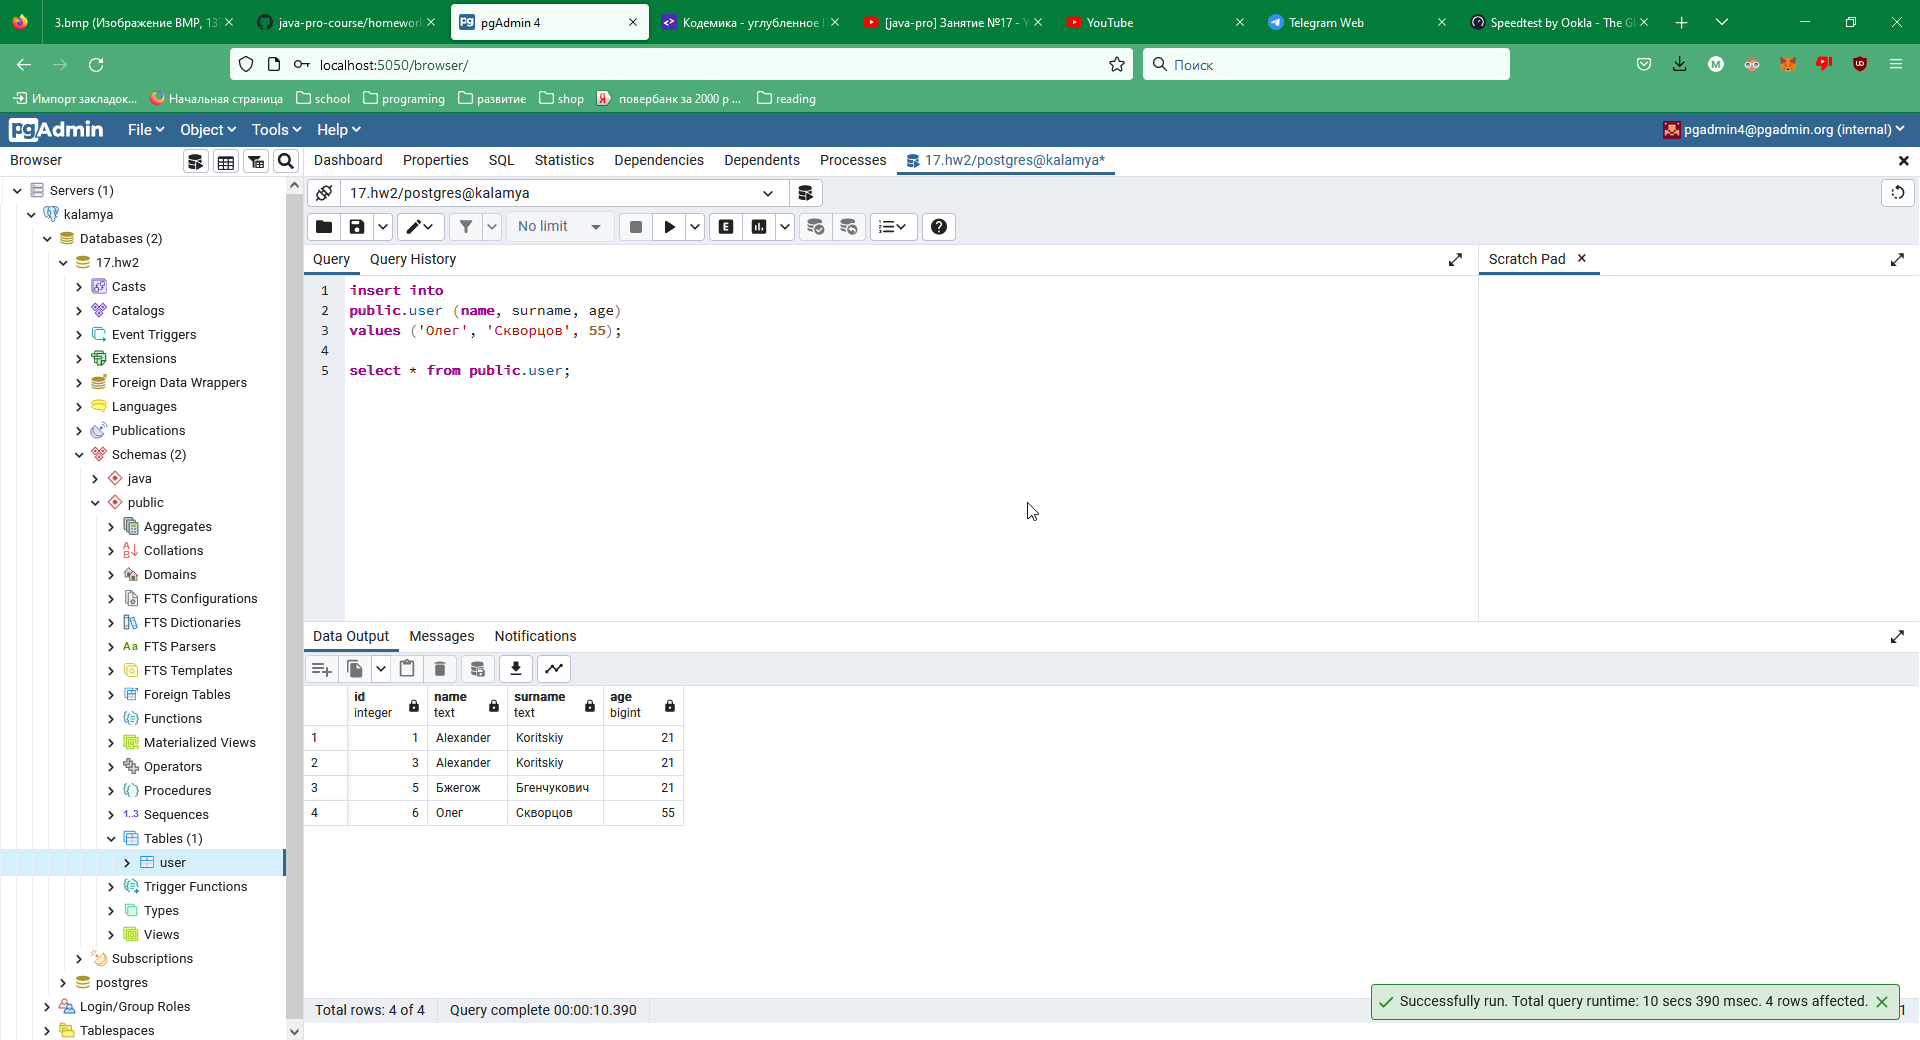 3.bmp (Изображение BMP, 137
java-pro-course/homework
pgAdmin 4
Кодемика - углубленное I
[java-pro] Занятие №17 - Y
YouTube
Telegram Web
Speedtest by Ookla - The Gl
localhost:5050/browser/
Поиск
Импорт закладок...
Начальная страница
school
programing
развитие
shop
повербанк за 2000 р ...
reading
pgAdmin
File
Object
Tools
Help
pgadmin4@pgadmin.org (internal)
Browser
Dashboard
Properties
SQL
Statistics
Dependencies
Dependents
Processes
17.hw2/postgres@kalamya*
Servers (1)
kalamya
Databases (2)
17.hw2
Casts
Catalogs
Event Triggers
Extensions
Foreign Data Wrappers
Languages
Publications
Schemas (2)
java
public
Aggregates
Collations
Domains
FTS Configurations
FTS Dictionaries
FTS Parsers
FTS Templates
Foreign Tables
Functions
Materialized Views
Operators
Procedures
1..3 Sequences
Tables (1)
user
Trigger Functions
Types
Views
Subscriptions
postgres
Login/Group Roles
Tablespaces
17.hw2/postgres@kalamya
No limit
Query
Query History
Scratch Pad
1 insert into
2 public.user (name, surname, age)
3 values ('Олег', 'Скворцов', 55);
4
5 select * from public.user;
Data Output
Messages
Notifications
id integer
name text
surname text
age bigint
1 1 Alexander Koritskiy 21
2 3 Alexander Koritskiy 21
3 5 Бжегож Бгенчукович 21
4 6 Олег Скворцов 55
Total rows: 4 of 4
Query complete 00:00:10.390
Successfully run. Total query runtime: 10 secs 390 msec. 4 rows affected.